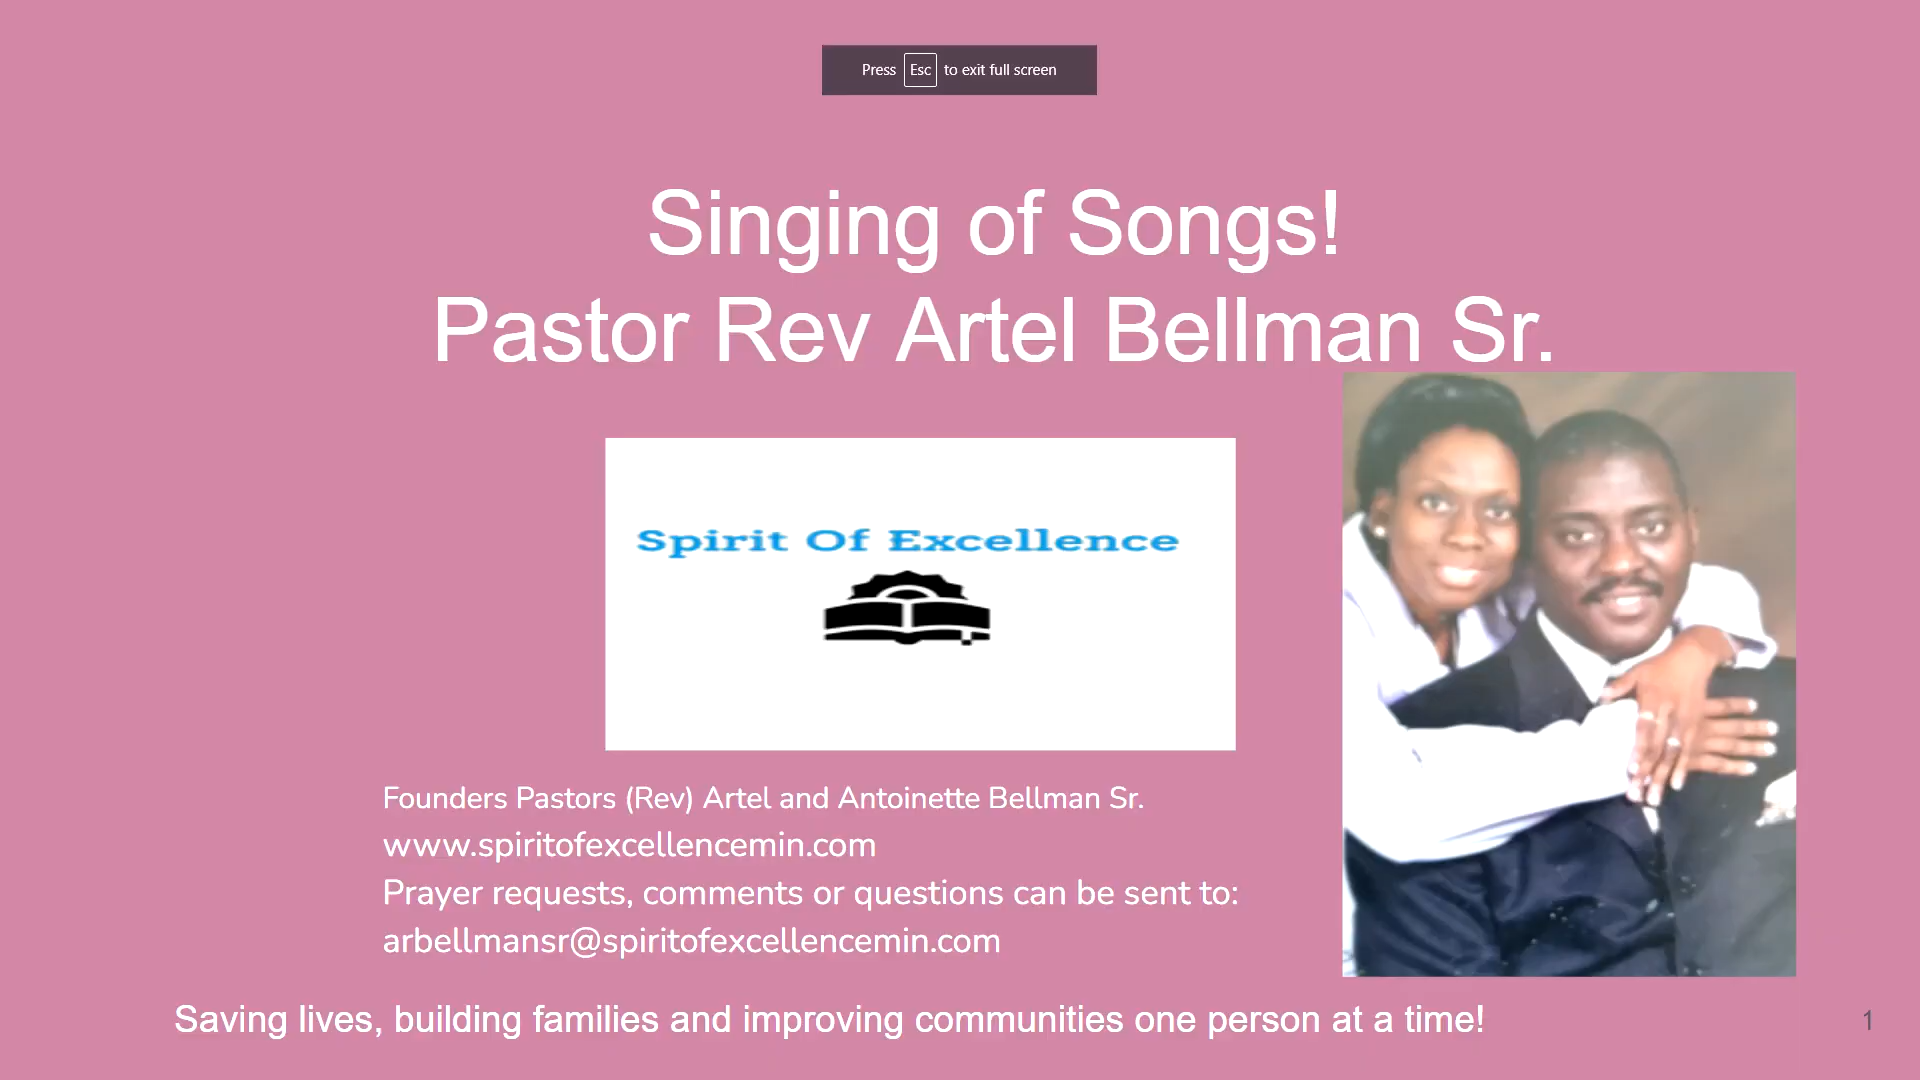 Press Esc to exit full screen
Singing of Songs!
Pastor Rev Artel Bellman Sr.
Spirit Of Excellence
Founders Pastors (Rev) Artel and Antoinette Bellman Sr.
www.spiritofexcellencemin.com
Prayer requests, comments or questions can be sent to:
arbellmansr@spiritofexcellencemin.com
Saving lives, building families and improving communities one person at a time!
1